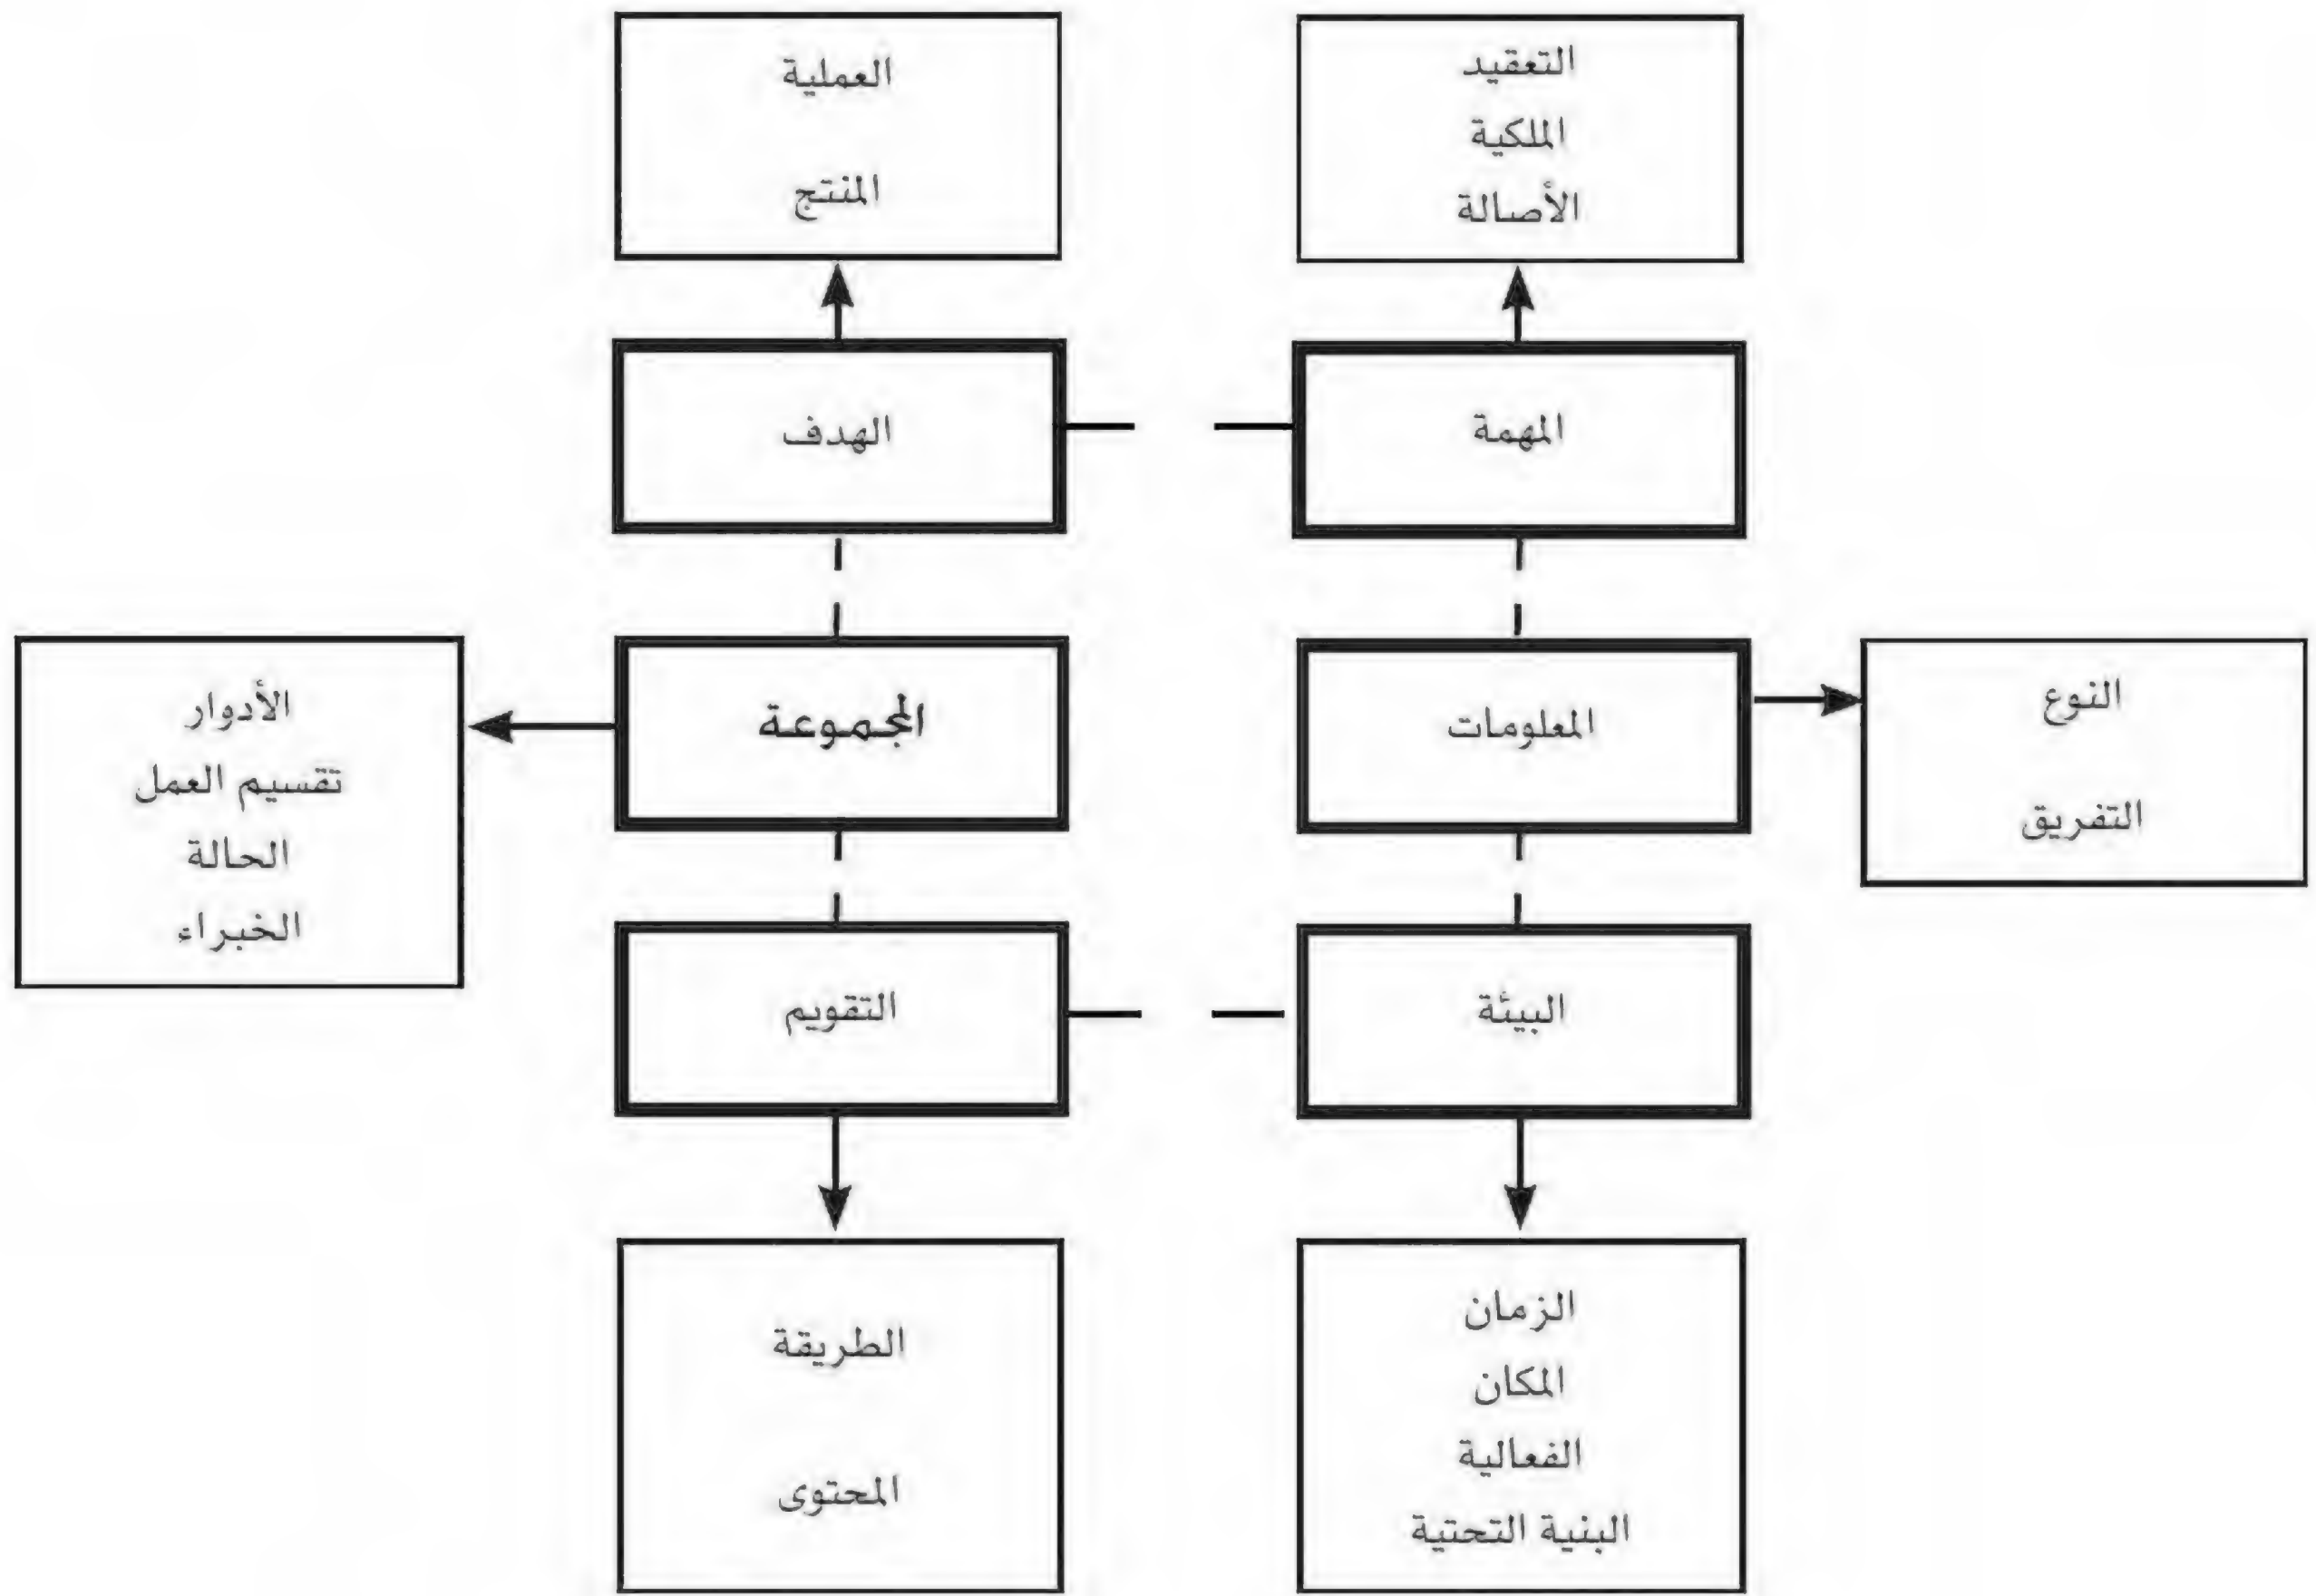 التعقيد
الملكية
الأصالة
العملية
المنتج
المهمة
الهدف
النوع
التفريق
المعلومات
المجموعة
الأدوار
تقسيم العمل
الحالة
الخبراء
البيئة
التقويم
الزمان
المكان
الفعالية
البنية التحتية
الطريقة
المحتوى